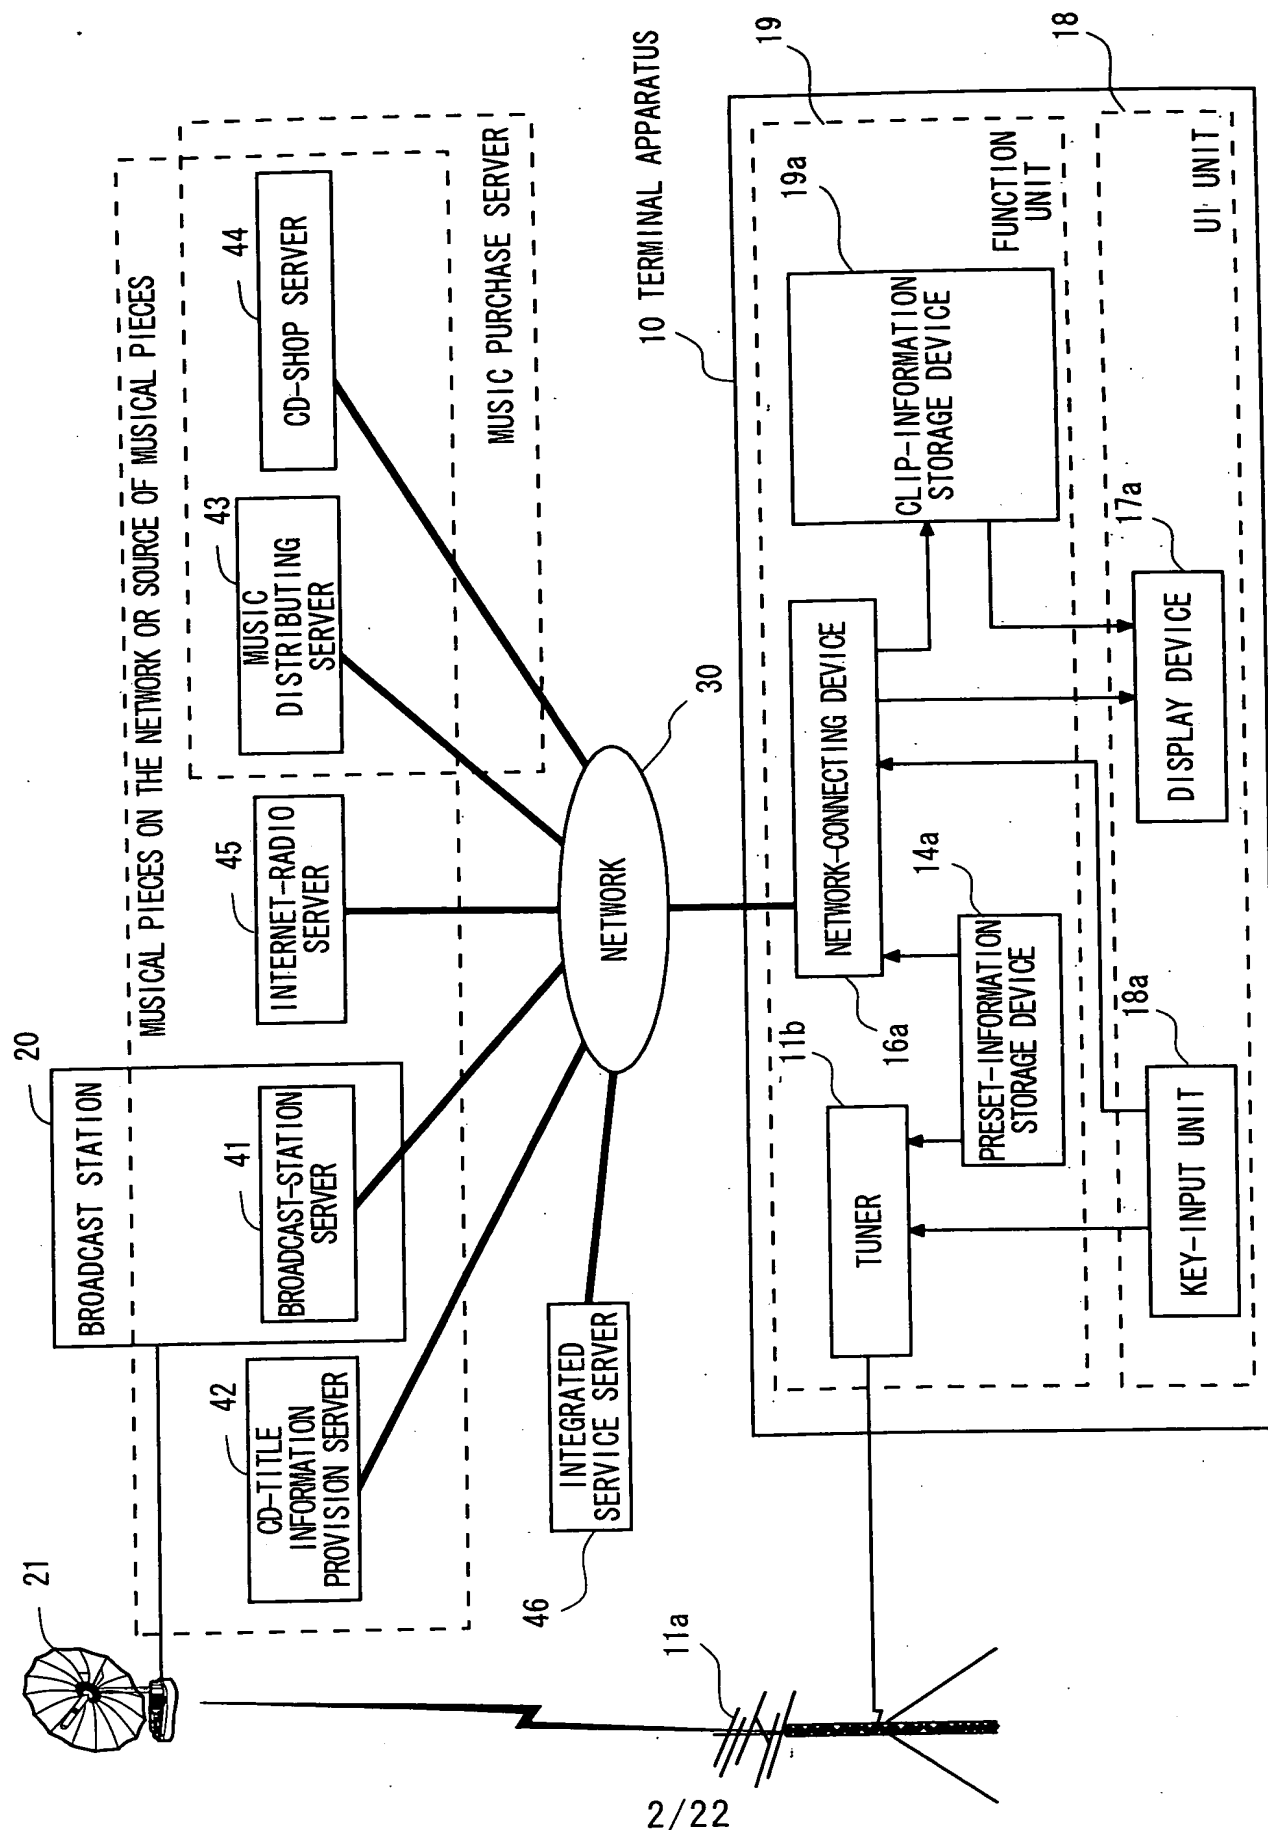 21
20
BROADCAST STATION
MUSICAL PIECES ON THE NETWORK OR SOURCE OF MUSICAL PIECES
42
CD-TITLE
INFORMATION
PROVISION SERVER
41
BROADCAST-STATION
SERVER
45
INTERNET-RADIO
SERVER
43
MUSIC
DISTRIBUTING
SERVER
44
CD-SHOP SERVER
MUSIC PURCHASE SERVER
46
INTEGRATED
SERVICE SERVER
NETWORK
30
11a
10 TERMINAL APPARATUS
19
11b
TUNER
16a
NETWORK-CONNECTING DEVICE
14a
PRESET-INFORMATION
STORAGE DEVICE
19a
CLIP-INFORMATION
STORAGE DEVICE
FUNCTION
UNIT
18
18a
KEY-INPUT UNIT
17a
DISPLAY DEVICE
UI UNIT
2/22